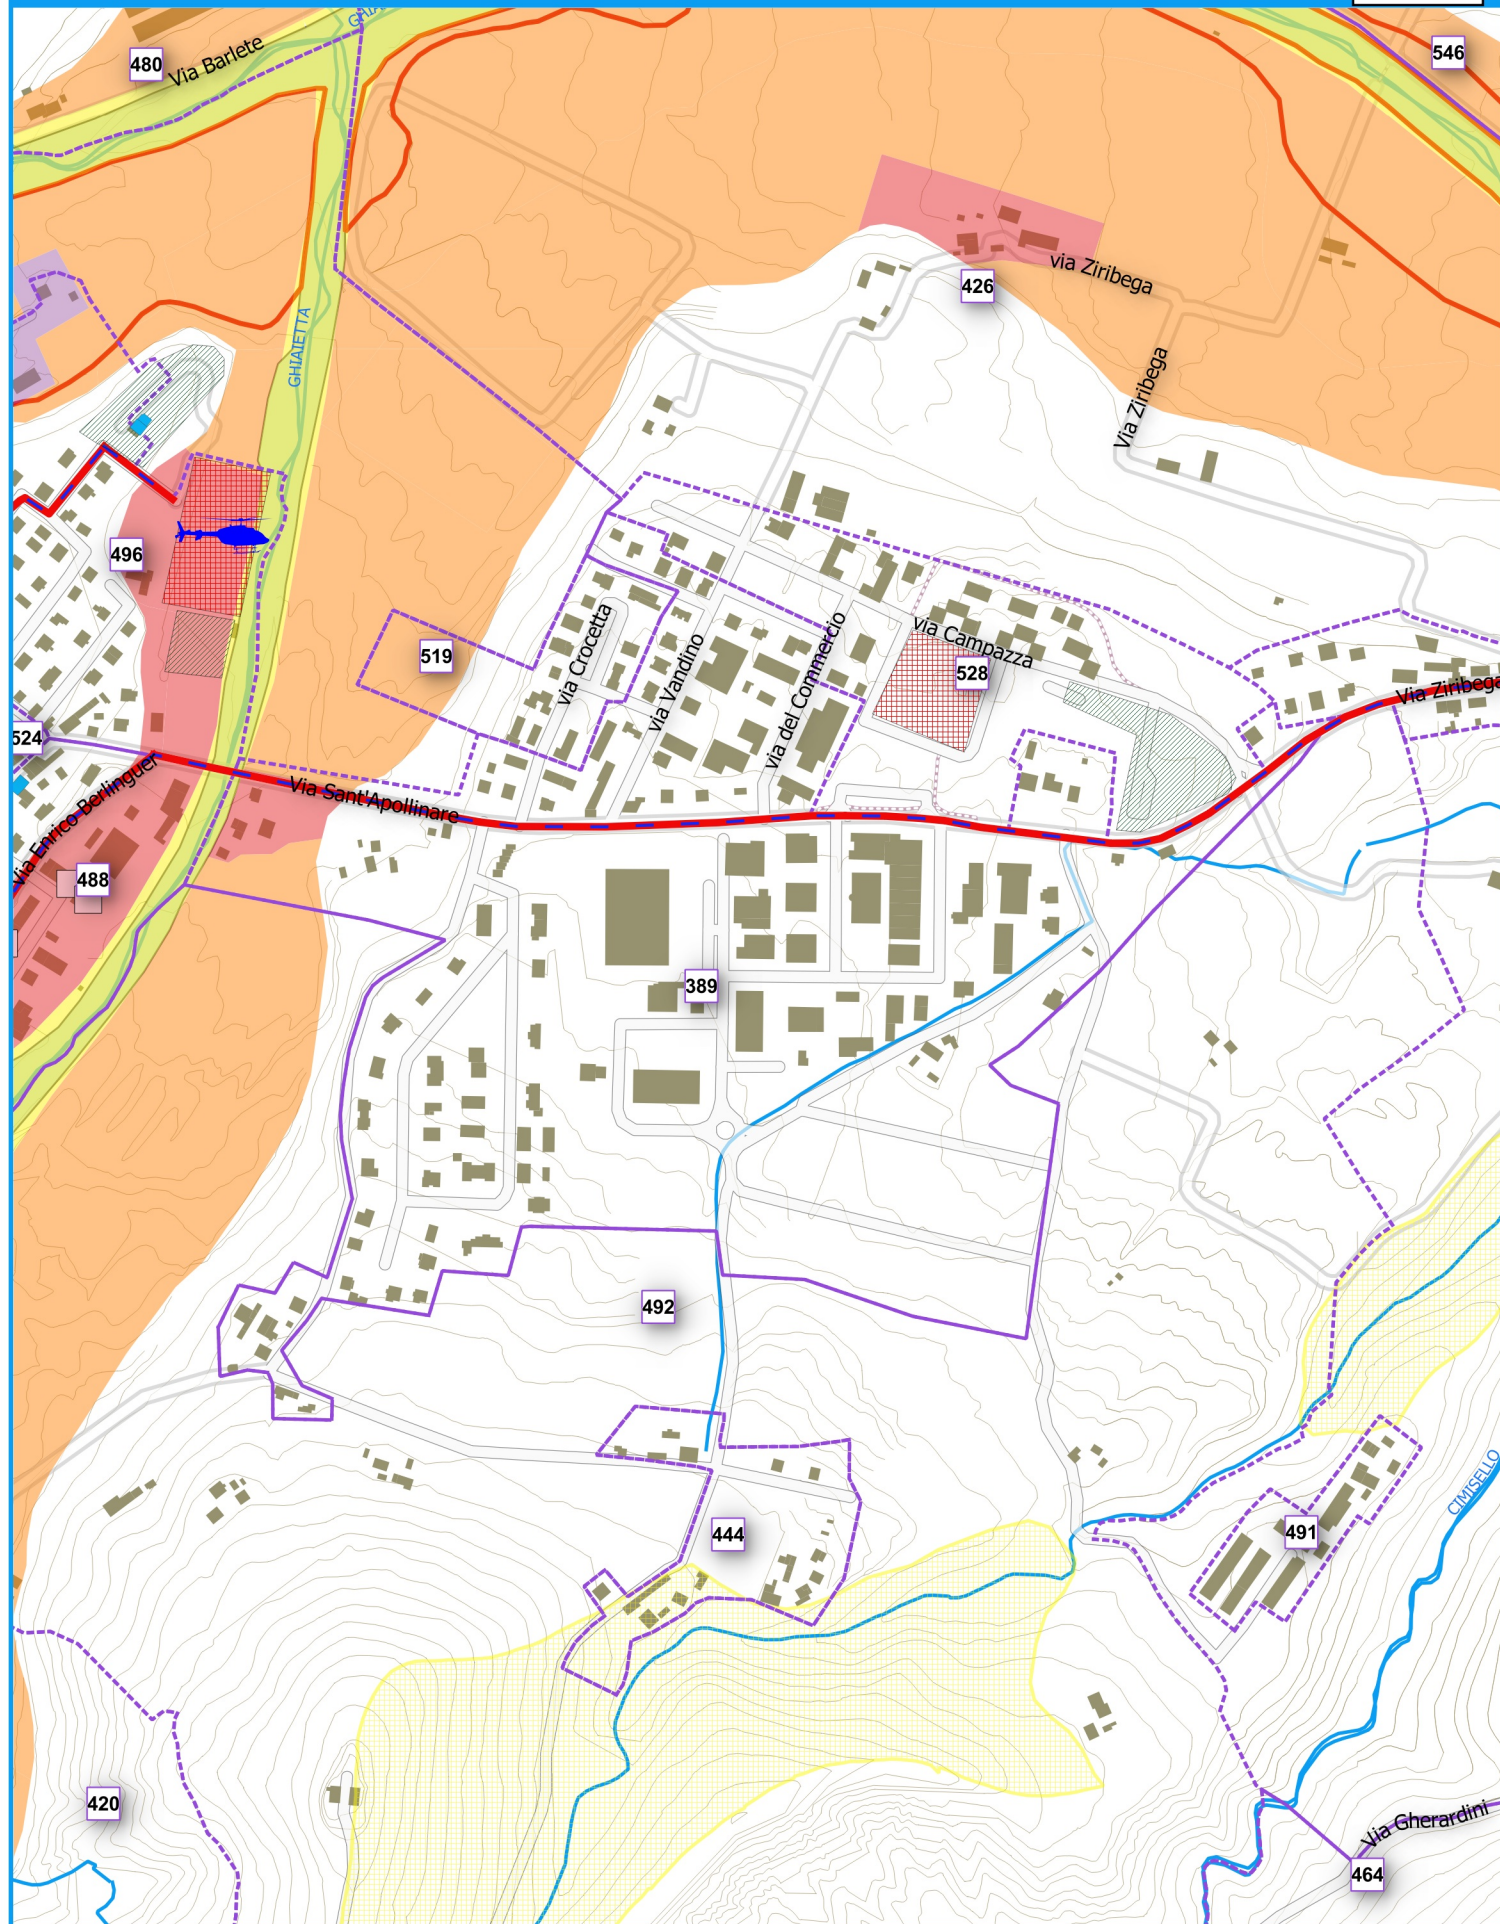 480
Via Barlete
546
via Ziribega
426
GHIAIETTA
Via Ziribega
496
via Crocetta
519
via Vandino
via del Commercio
via Campazza
528
Via Ziribega
524
Via Sant'Apollinare
Via Enrico Berlinguer
488
389
492
CIMISELLO
444
491
420
Via Gherardini
464